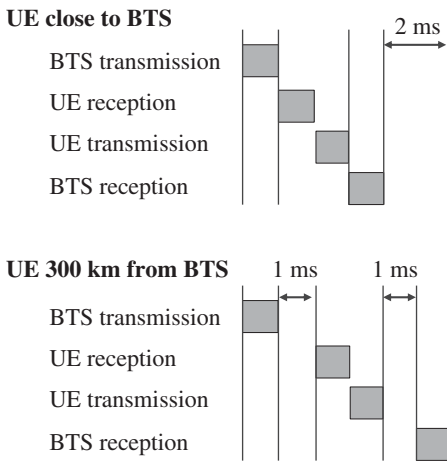 UE close to BTS
2 ms
BTS transmission
UE reception
UE transmission
BTS reception
UE 300 km from BTS
1 ms
1 ms
BTS transmission
UE reception
UE transmission
BTS reception